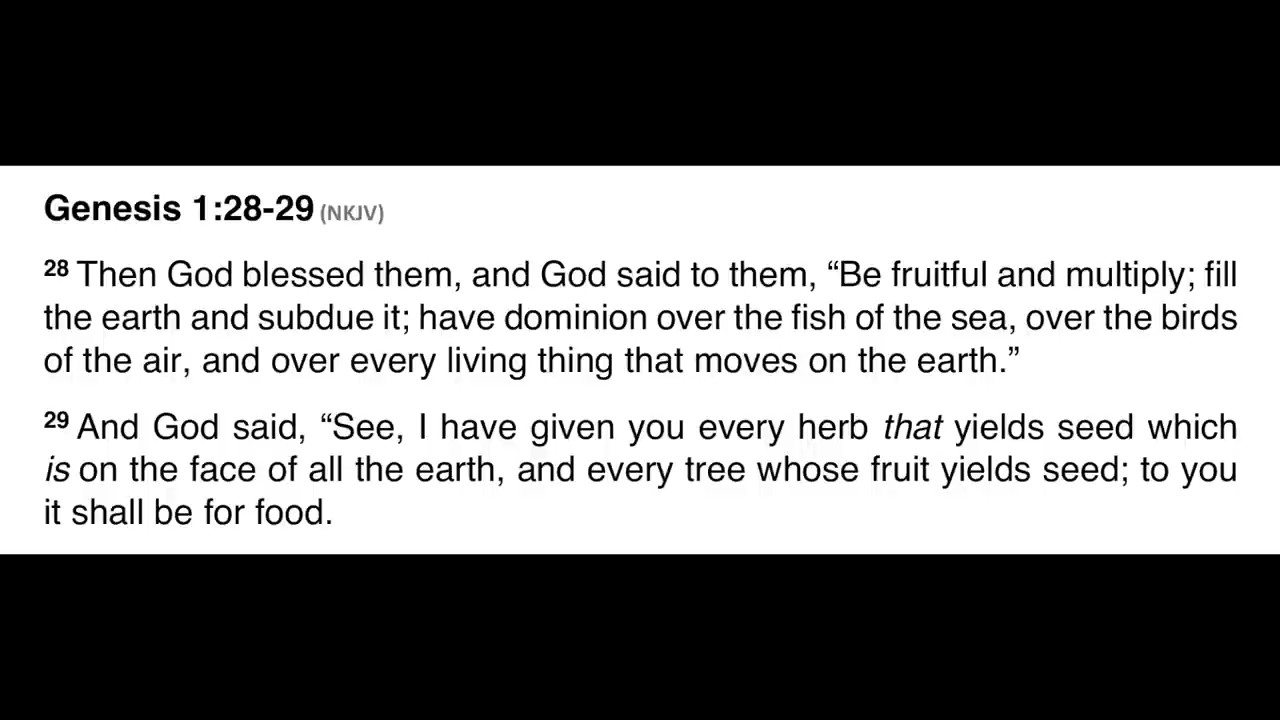 Genesis 1:28-29 (NKJV)
28 Then God blessed them, and God said to them, “Be fruitful and multiply; fill
the earth and subdue it; have dominion over the fish of the sea, over the birds
of the air, and over every living thing that moves on the earth.”
29 And God said, “See, I have given you every herb that yields seed which
is on the face of all the earth, and every tree whose fruit yields seed; to you
it shall be for food.